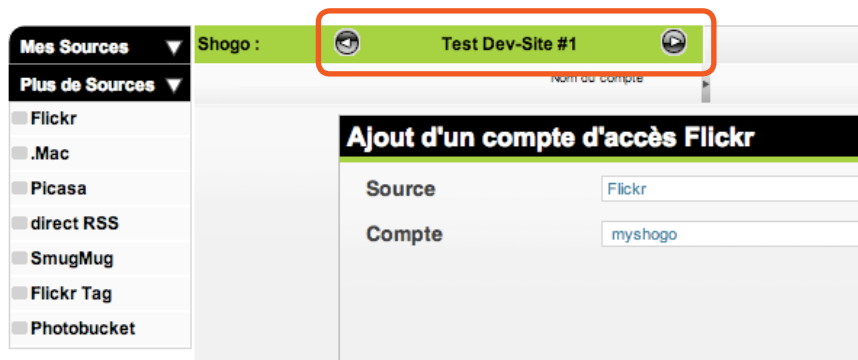 Mes Sources
Shogo :
Test Dev-Site #1
Plus de Sources
Nom du compte
Flickr
.Mac
Picasa
direct RSS
SmugMug
Flickr Tag
Photobucket
Ajout d'un compte d'accès Flickr
Source
Flickr
Compte
myshogo